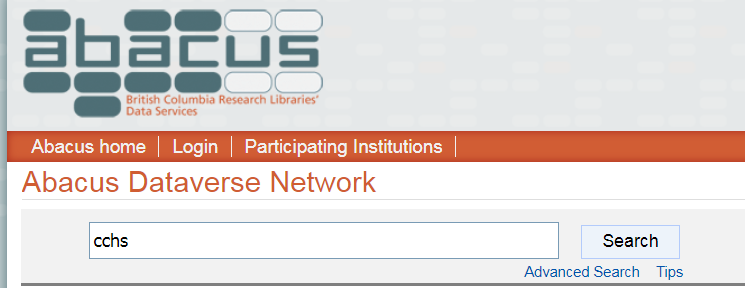 abacus
British Columbia Research Libraries'
Data Services
Abacus home Login Participating Institutions
Abacus Dataverse Network
cchs Search
Advanced Search Tips